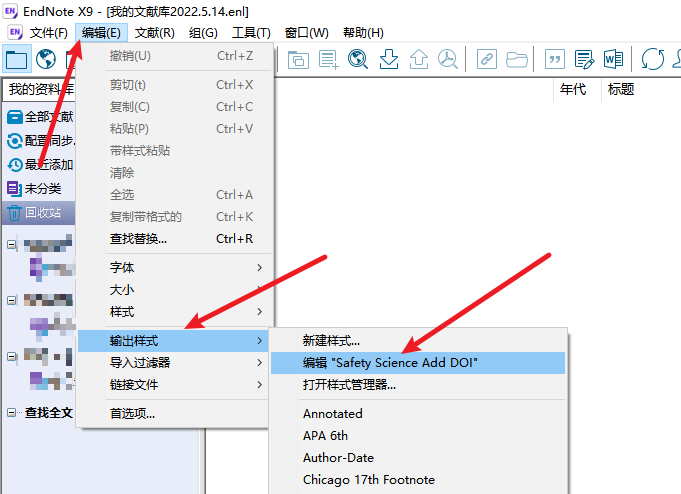 EN EndNote X9 - [我的文献库2022.5.14.enl]
EN 文件(F) 编辑(E) 文献(R) 组(G) 工具(T) 窗口(W) 帮助(H)
撤销(U) Ctrl+Z
剪切(t) Ctrl+X
复制(C) Ctrl+C
粘贴(P) Ctrl+V
带样式粘贴
清除
全选 Ctrl+A
复制带格式的 Ctrl+K
查找替换... Ctrl+R
字体
大小
样式
输出样式
导入过滤器
链接文件
首选项...
我的资料库
全部文献
配置同步.
最近添加
未分类
回收站
查找全文
年代 标题
新建样式...
编辑 "Safety Science Add DOI"
打开样式管理器...
Annotated
APA 6th
Author-Date
Chicago 17th Footnote